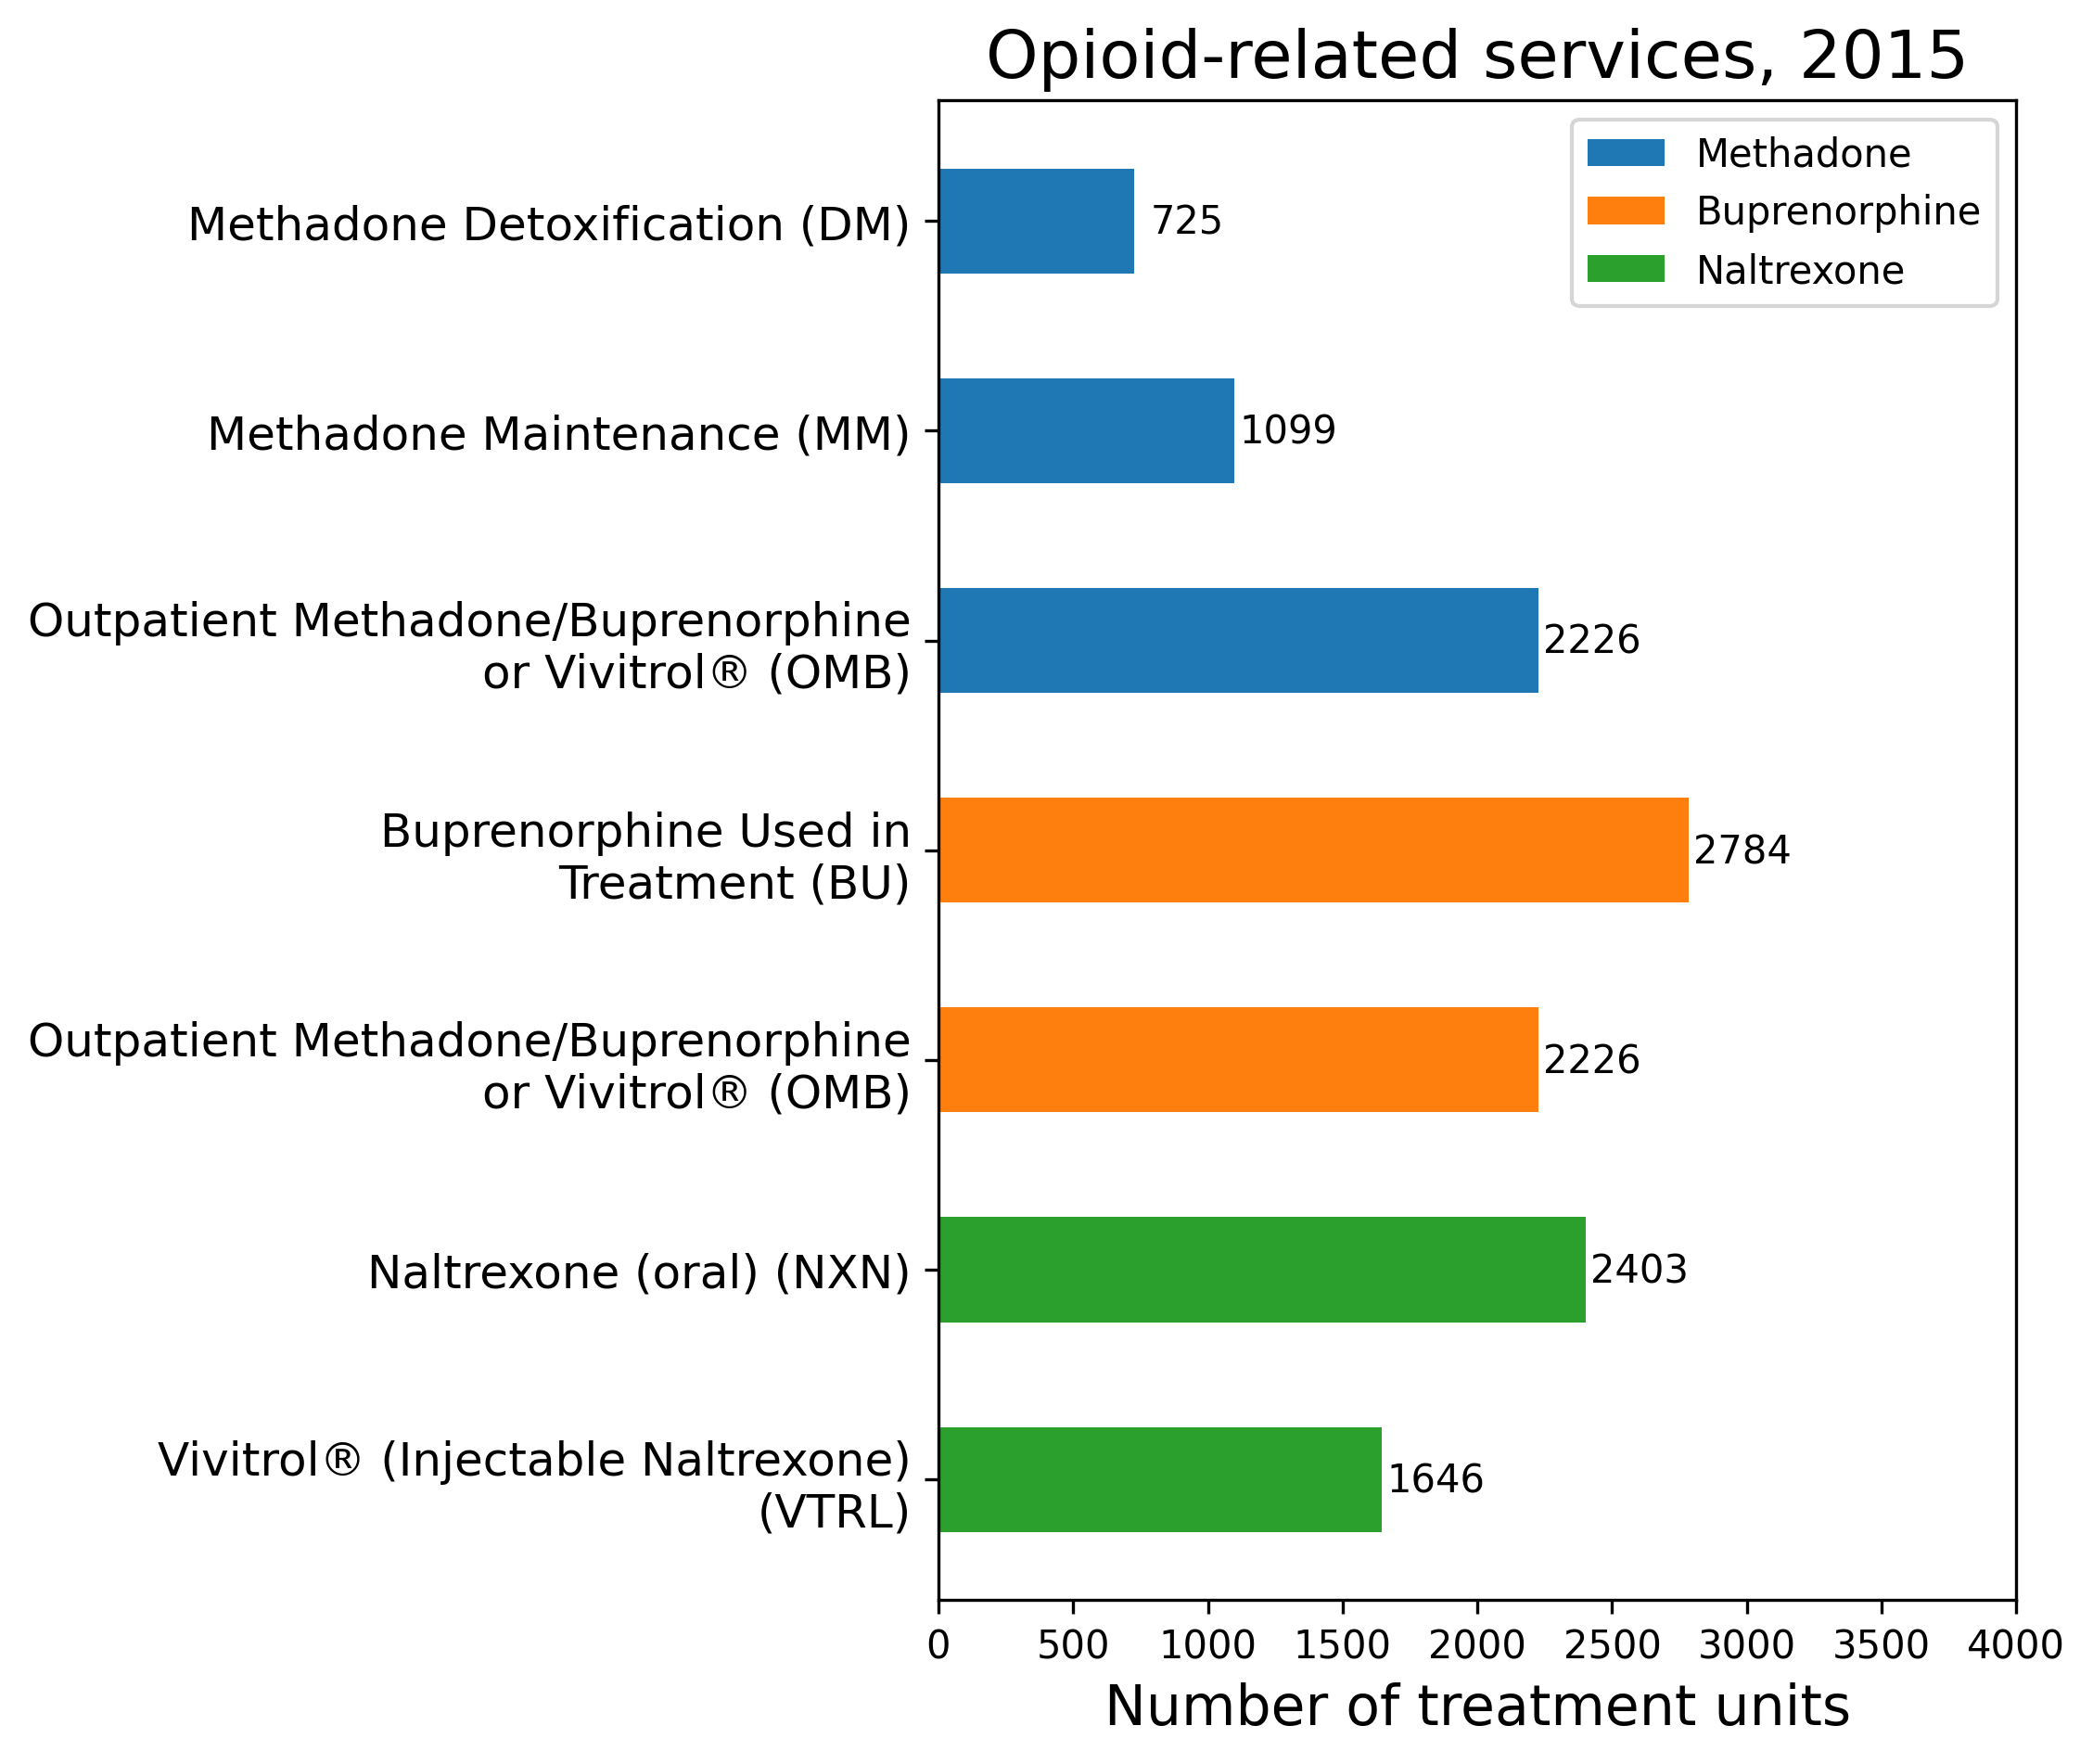 Opioid-related services, 2015
Methadone
Buprenorphine
Naltrexone
Methadone Detoxification (DM)
725
Methadone Maintenance (MM)
1099
Outpatient Methadone/Buprenorphine
or Vivitrol® (OMB)
2226
Buprenorphine Used in
Treatment (BU)
2784
Outpatient Methadone/Buprenorphine
or Vivitrol® (OMB)
2226
Naltrexone (oral) (NXN)
2403
Vivitrol® (Injectable Naltrexone)
(VTRL)
1646
0 500 1000 1500 2000 2500 3000 3500 4000
Number of treatment units